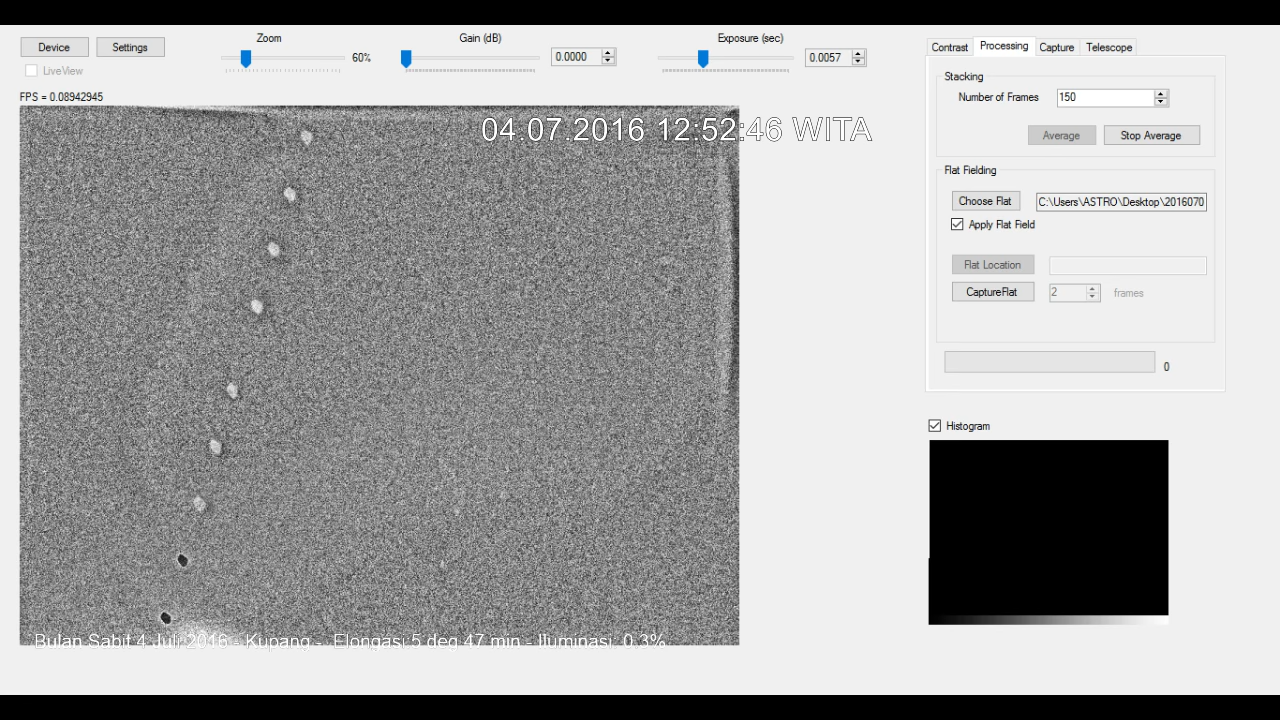 Device
Settings
LiveView
Zoom
60%
Gain (dB)
0.0000
Exposure (sec)
0.0057
FPS = 0.08942945
04.07.2016 12:52:46 WITA
Bulan Sabit 4 Juli 2016 - Kupang - Elongasi:5 deg 47 min - Iluminasi: 0.3%
Contrast
Processing
Capture
Telescope
Stacking
Number of Frames
150
Average
Stop Average
Flat Fielding
Choose Flat
C:\Users\ASTRO\Desktop\2016070
Apply Flat Field
Flat Location
CaptureFlat
2
frames
0
Histogram